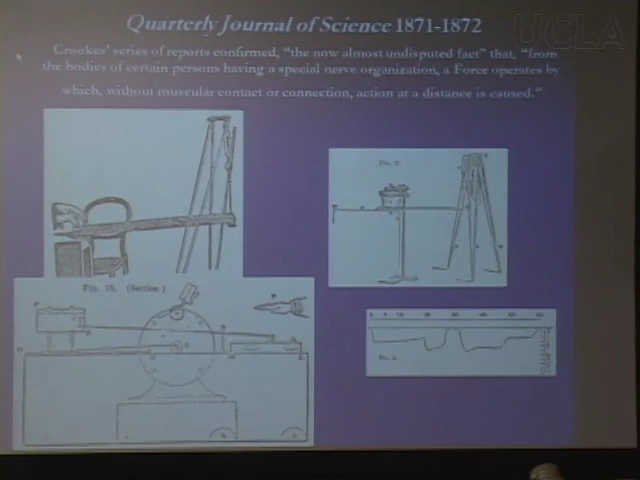 UCLA
Quarterly Journal of Science 1871-1872
Crookes' series of reports confirmed, "the now almost undisputed fact" that, "from
the bodies of certain persons having a special nerve organization, a Force operates by
which, without muscular contact or connection, action at a distance is caused."
FIG. 10. (Section.)